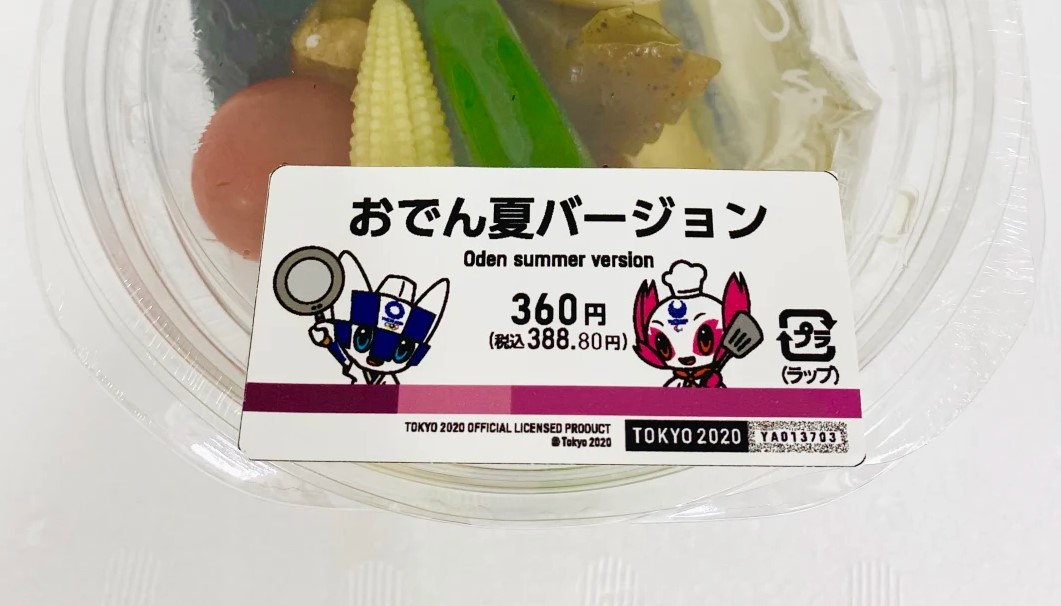 おでん夏バージョン
Oden summer version
360円
(税込388.80円)
プラ
(ラップ)
TOKYO 2020 OFFICIAL LICENSED PRODUCT
©Tokyo 2020
TOKYO 2020
YA013703